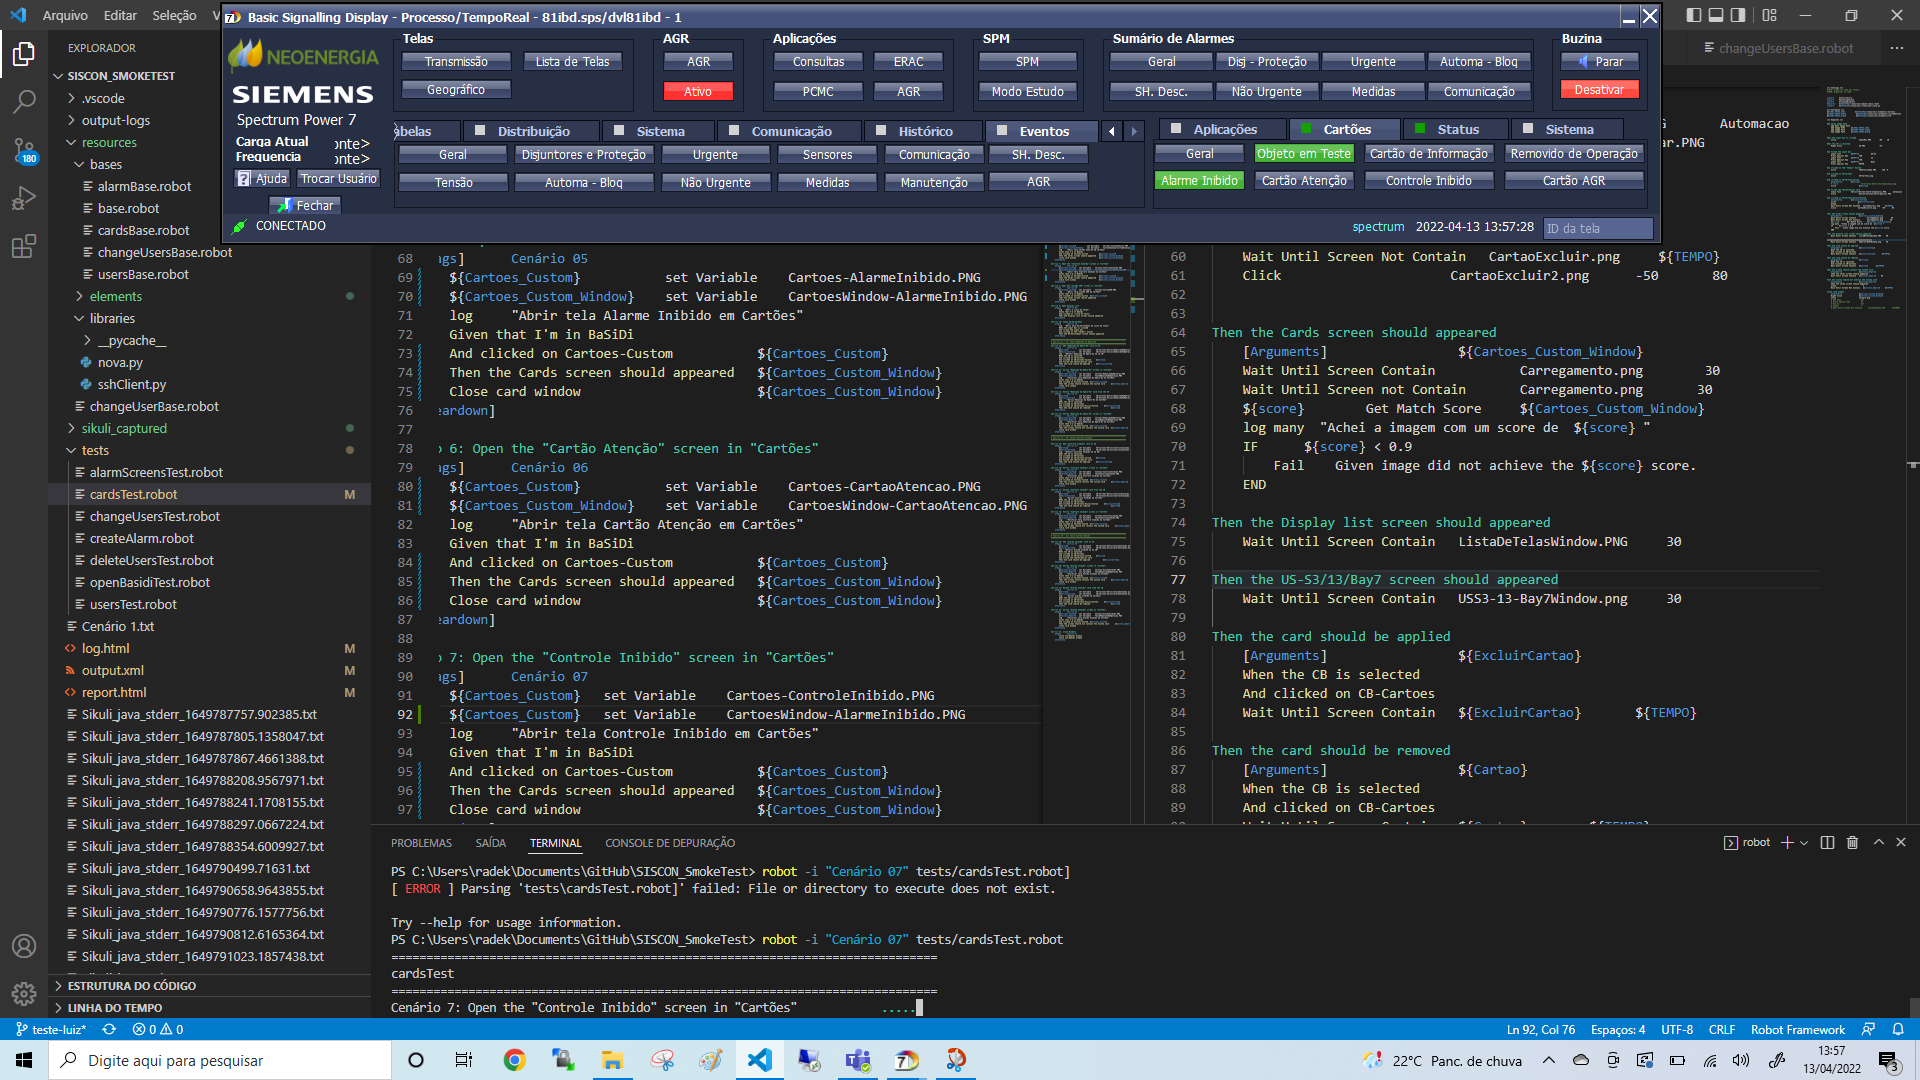 Arquivo Editar Seleção
Basic Signalling Display - Processo/TempoReal - 81ibd.sps/dvl81ibd - 1
NEOENERGIA
SIEMENS
Spectrum Power 7
Carga Atual onte>
Frequencia onte>
Ajuda Trocar Usuário
Fechar
CONECTADO
Telas
Transmissão Lista de Telas
Geográfico
AGR
AGR
Ativo
Aplicações
Consultas ERAC
PCMC AGR
SPM
SPM
Modo Estudo
Sumário de Alarmes
Geral Disj - Proteção Urgente Automa - Bloq
SH. Desc. Não Urgente Medidas Comunicação
Buzina
Parar
Desativar
abelas Distribuição Sistema Comunicação Histórico Eventos
Geral Disjuntores e Proteção Urgente Sensores Comunicação SH. Desc.
Tensão Automa - Bloq Não Urgente Medidas Manutenção AGR
Aplicações Cartões Status Sistema
Geral Objeto em Teste Cartão de Informação Removido de Operação
Alarme Inibido Cartão Atenção Controle Inibido Cartão AGR
spectrum 2022-04-13 13:57:28 ID da tela
changeUsersBase.robot
Automacao
ar.PNG
EXPLORADOR
SISCON_SMOKETEST
.vscode
output-logs
resources
bases
alarmBase.robot
base.robot
cardsBase.robot
changeUsersBase.robot
usersBase.robot
elements
libraries
__pycache__
nova.py
sshClient.py
changeUserBase.robot
sikuli_captured
tests
alarmScreensTest.robot
cardsTest.robot M
changeUsersTest.robot
createAlarm.robot
deleteUsersTest.robot
openBasidiTest.robot
usersTest.robot
Cenário 1.txt
log.html M
output.xml M
report.html M
Sikuli_java_stderr_1649787757.902385.txt
Sikuli_java_stderr_1649787805.1358047.txt
Sikuli_java_stderr_1649787867.4661388.txt
Sikuli_java_stderr_1649788208.9567971.txt
Sikuli_java_stderr_1649788241.1708155.txt
Sikuli_java_stderr_1649788297.0667224.txt
Sikuli_java_stderr_1649788354.6009927.txt
Sikuli_java_stderr_1649790499.71631.txt
Sikuli_java_stderr_1649790658.9643855.txt
Sikuli_java_stderr_1649790776.1577756.txt
Sikuli_java_stderr_1649790812.6165364.txt
Sikuli_java_stderr_1649791023.1857438.txt
ESTRUTURA DO CÓDIGO
LINHA DO TEMPO
180
68 ags] Cenário 05
69 ${Cartoes_Custom} set Variable Cartoes-AlarmeInibido.PNG
70 ${Cartoes_Custom_Window} set Variable CartoesWindow-AlarmeInibido.PNG
71 log "Abrir tela Alarme Inibido em Cartões"
72 Given that I'm in BaSiDi
73 And clicked on Cartoes-Custom ${Cartoes_Custom}
74 Then the Cards screen should appeared ${Cartoes_Custom_Window}
75 Close card window ${Cartoes_Custom_Window}
76 eardown]
77
78 o 6: Open the "Cartão Atenção" screen in "Cartões"
79 ags] Cenário 06
80 ${Cartoes_Custom} set Variable Cartoes-CartaoAtencao.PNG
81 ${Cartoes_Custom_Window} set Variable CartoesWindow-CartaoAtencao.PNG
82 log "Abrir tela Cartão Atenção em Cartões"
83 Given that I'm in BaSiDi
84 And clicked on Cartoes-Custom ${Cartoes_Custom}
85 Then the Cards screen should appeared ${Cartoes_Custom_Window}
86 Close card window ${Cartoes_Custom_Window}
87 eardown]
88
89 o 7: Open the "Controle Inibido" screen in "Cartões"
90 ags] Cenário 07
91 ${Cartoes_Custom} set Variable Cartoes-ControleInibido.PNG
92 ${Cartoes_Custom} set Variable CartoesWindow-AlarmeInibido.PNG
93 log "Abrir tela Controle Inibido em Cartões"
94 Given that I'm in BaSiDi
95 And clicked on Cartoes-Custom ${Cartoes_Custom}
96 Then the Cards screen should appeared ${Cartoes_Custom_Window}
97 Close card window ${Cartoes_Custom_Window}
60 Wait Until Screen Not Contain CartaoExcluir.png ${TEMPO}
61 Click CartaoExcluir2.png -50 80
62
63
64 Then the Cards screen should appeared
65 [Arguments] ${Cartoes_Custom_Window}
66 Wait Until Screen Contain Carregamento.png 30
67 Wait Until Screen not Contain Carregamento.png 30
68 ${score} Get Match Score ${Cartoes_Custom_Window}
69 log many "Achei a imagem com um score de ${score} "
70 IF ${score} < 0.9
71 Fail Given image did not achieve the ${score} score.
72 END
73
74 Then the Display list screen should appeared
75 Wait Until Screen Contain ListaDeTelasWindow.PNG 30
76
77 Then the US-S3/13/Bay7 screen should appeared
78 Wait Until Screen Contain USS3-13-Bay7Window.png 30
79
80 Then the card should be applied
81 [Arguments] ${ExcluirCartao}
82 When the CB is selected
83 And clicked on CB-Cartoes
84 Wait Until Screen Contain ${ExcluirCartao} ${TEMPO}
85
86 Then the card should be removed
87 [Arguments] ${Cartao}
88 When the CB is selected
89 And clicked on CB-Cartoes
PROBLEMAS SAÍDA TERMINAL CONSOLE DE DEPURAÇÃO robot
PS C:\Users\radek\Documents\GitHub\SISCON_SmokeTest> robot -i "Cenário 07" tests/cardsTest.robot]
[ ERROR ] Parsing 'tests\cardsTest.robot]' failed: File or directory to execute does not exist.
Try --help for usage information.
PS C:\Users\radek\Documents\GitHub\SISCON_SmokeTest> robot -i "Cenário 07" tests/cardsTest.robot
==============================================================================
cardsTest
==============================================================================
Cenário 7: Open the "Controle Inibido" screen in "Cartões" .....
teste-luiz* 0 0 Ln 92, Col 76 Espaços: 4 UTF-8 CRLF Robot Framework
Digite aqui para pesquisar 22°C Panc. de chuva 13:57
13/04/2022 3